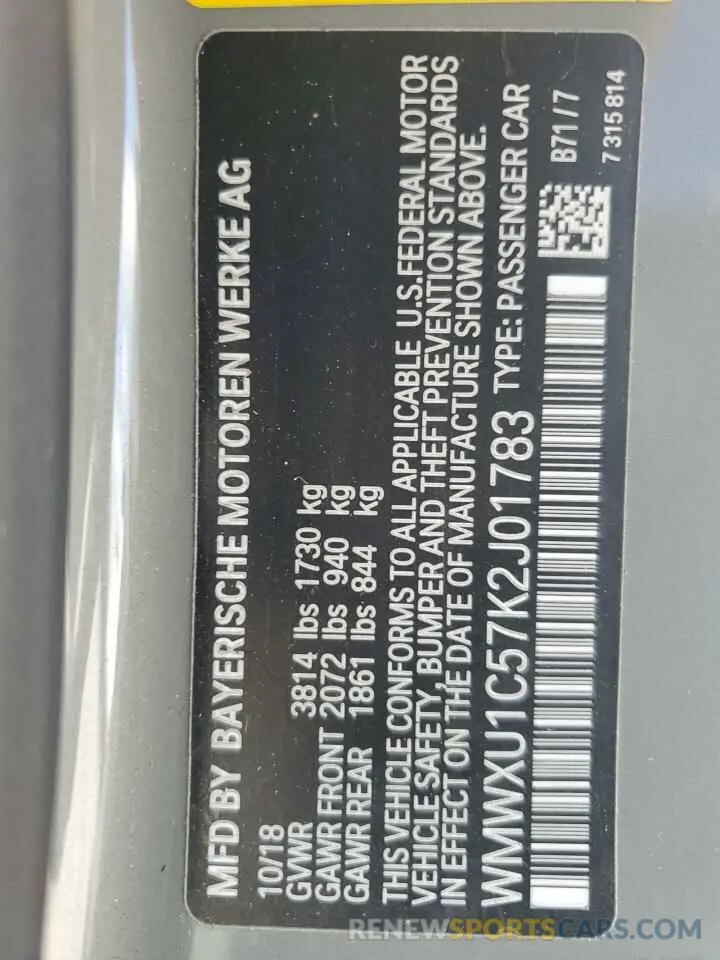 MFD BY BAYERISCHE MOTOREN WERKE AG
10/18
GVWR 3814 lbs 1730 kg
GAWR FRONT 2072 lbs 940 kg
GAWR REAR 1861 lbs 844 kg
THIS VEHICLE CONFORMS TO ALL APPLICABLE U.S.FEDERAL MOTOR
VEHICLE SAFETY, BUMPER AND THEFT PREVENTION STANDARDS
IN EFFECT ON THE DATE OF MANUFACTURE SHOWN ABOVE.
WMWXU1C57K2J01783 TYPE: PASSENGER CAR
B71/7
7 315 814
RENEWSPORTSCARS.COM